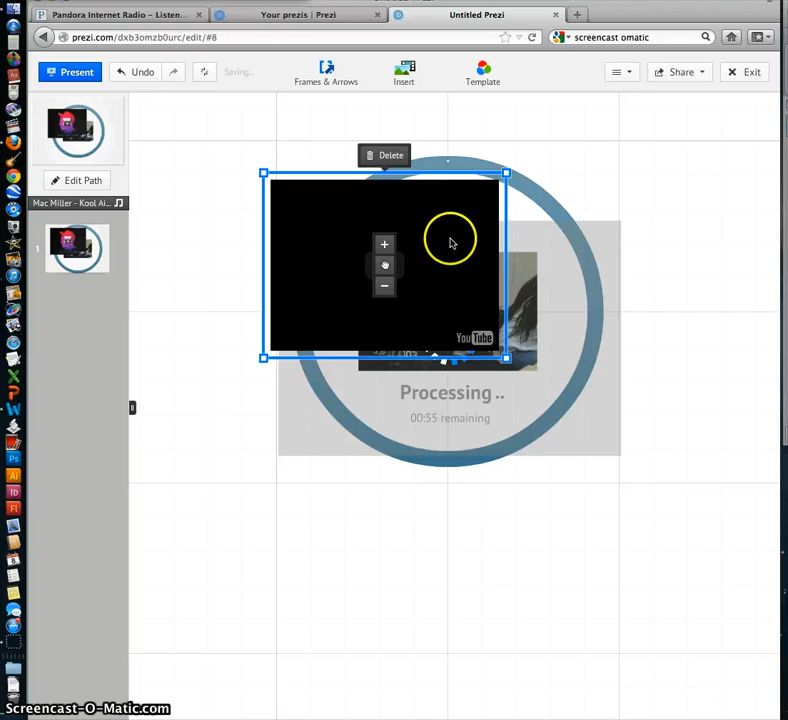 Pandora Internet Radio – Listen...
Your prezis | Prezi
Untitled Prezi
prezi.com/dxb3omzb0urc/edit/#8
screencast omatic
Present
Undo
Saving...
Frames & Arrows
Insert
Template
Share
Exit
Delete
Edit Path
Mac Miller - Kool Ai...
1
YouTube
Processing ..
00:55 remaining
Screencast-O-Matic.com